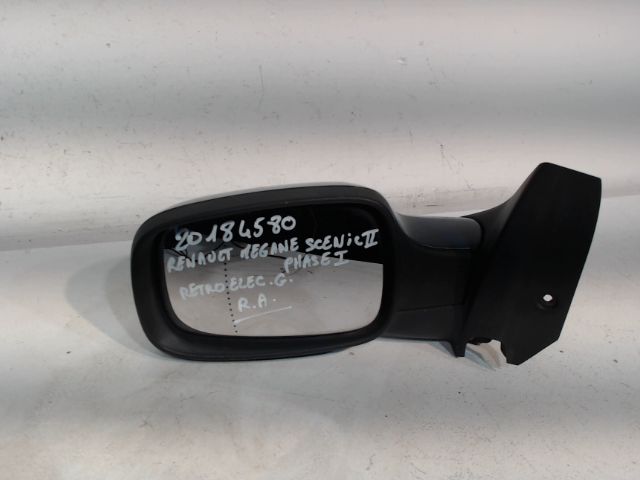 20184580
RENAULT MEGANE SCENIC II
PHASE I
RETRO ELEC. G.
R.A.